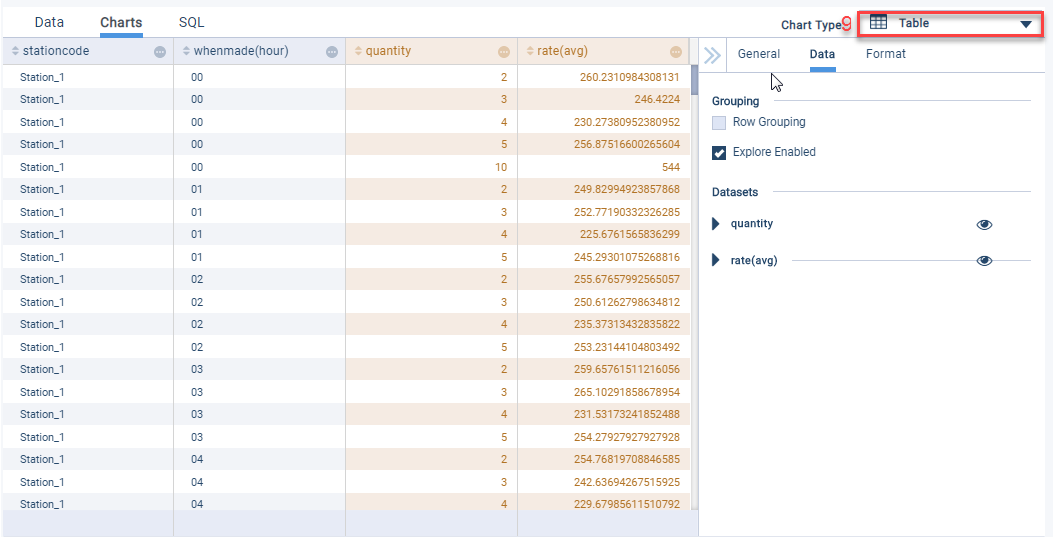 Data Charts SQL Chart Type 9 Table
stationcode whenmade(hour) quantity rate(avg) General Data Format
Station_1 00 2 260.2310984308131
Station_1 00 3 246.4224
Grouping
Station_1 00 4 230.27380952380952
Row Grouping
Station_1 00 5 256.87516600265604
Explore Enabled
Station_1 00 10 544
Station_1 01 2 249.82994923857868
Datasets
Station_1 01 3 252.77190332326285
quantity
Station_1 01 4 225.6761565836299
Station_1 01 5 245.29301075268816
rate(avg)
Station_1 02 2 255.67657992565057
Station_1 02 3 250.61262798634812
Station_1 02 4 235.37313432835822
Station_1 02 5 253.23144104803492
Station_1 03 2 259.65761511216056
Station_1 03 3 265.10291858678954
Station_1 03 4 231.53173241852488
Station_1 03 5 254.27927927927928
Station_1 04 2 254.76819708846585
Station_1 04 3 242.63694267515925
Station_1 04 4 229.67985611510792